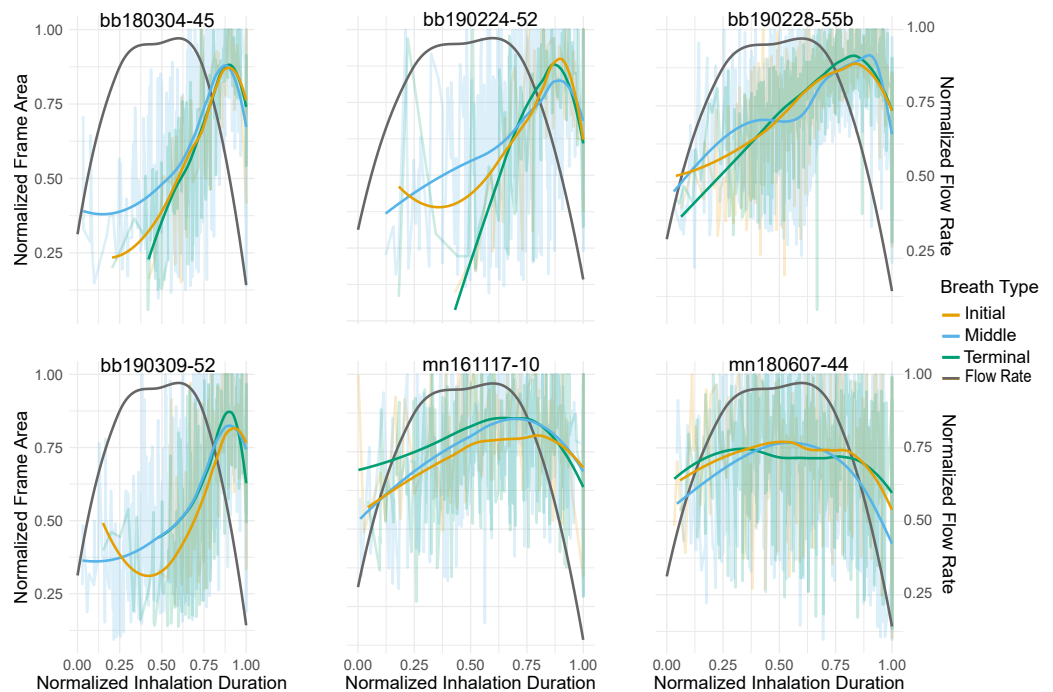 bb180304-45
bb190224-52
bb190228-55b
1.00
0.75
0.50
0.25
Normalized Frame Area
1.00
0.75
0.50
0.25
Normalized Flow Rate
Breath Type
Initial
Middle
Terminal
Flow Rate
bb190309-52
mn161117-10
mn180607-44
1.00
0.75
0.50
0.25
Normalized Frame Area
1.00
0.75
0.50
0.25
Normalized Flow Rate
0.00 0.25 0.50 0.75 1.00
0.00 0.25 0.50 0.75 1.00
0.00 0.25 0.50 0.75 1.00
Normalized Inhalation Duration
Normalized Inhalation Duration
Normalized Inhalation Duration